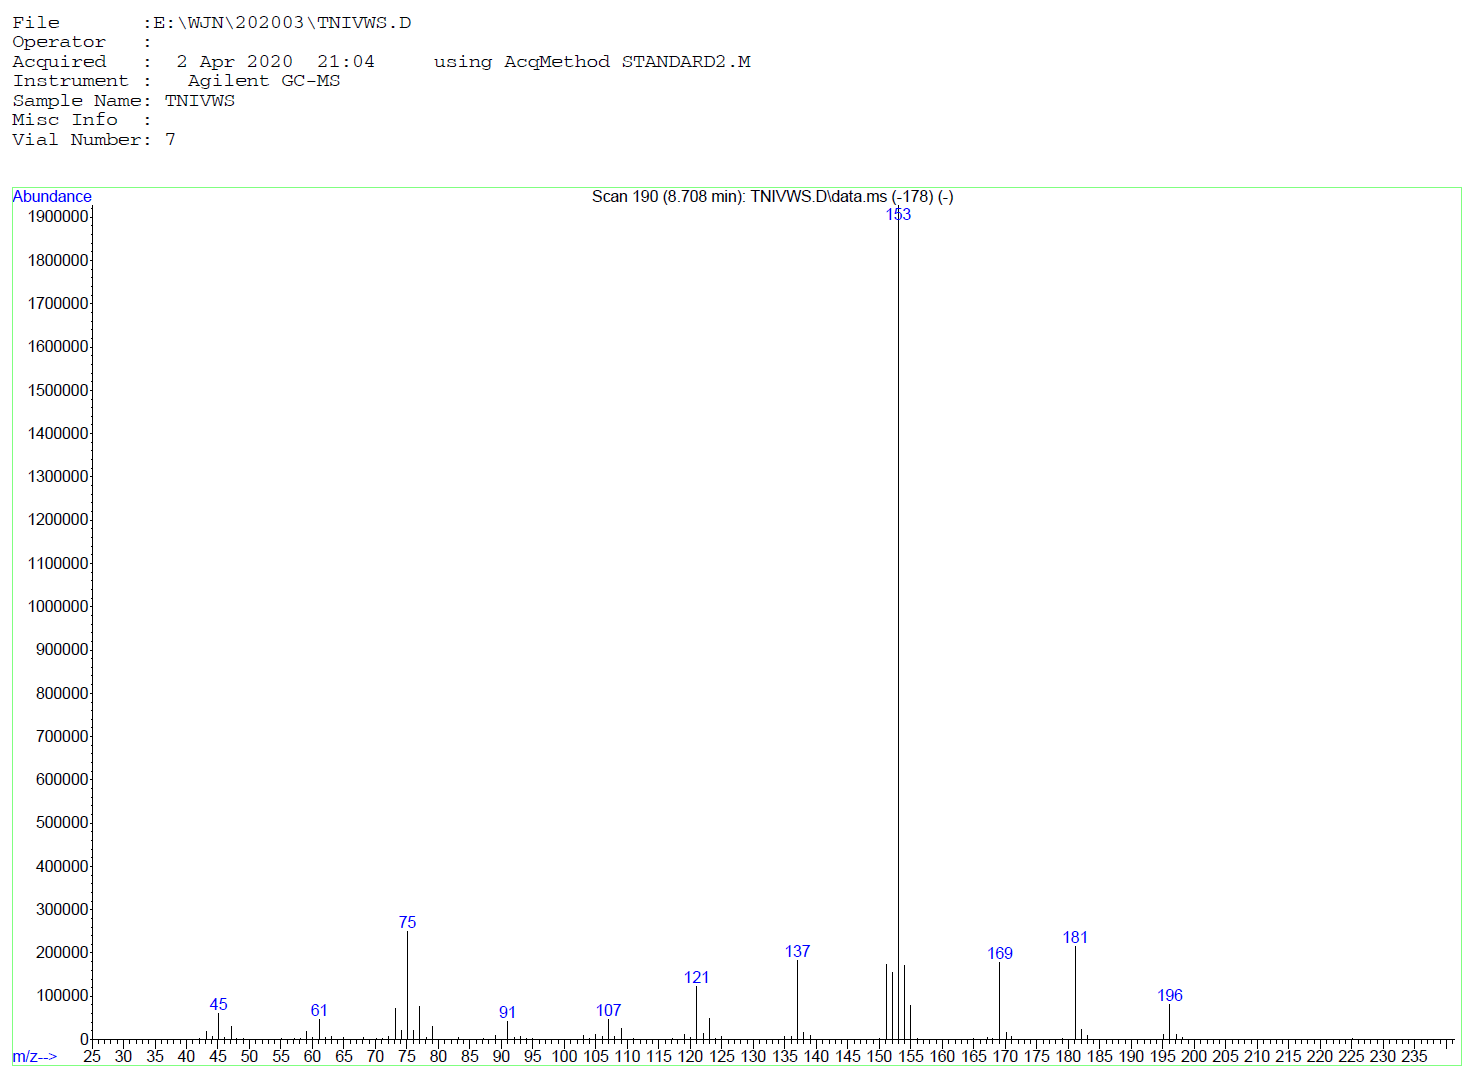 File       :E:\WJN\202003\TNIVWS.D
Operator   :
Acquired   :  2 Apr 2020  21:04     using AcqMethod STANDARD2.M
Instrument :   Agilent GC-MS
Sample Name: TNIVWS
Misc Info  :
Vial Number: 7
Abundance
Scan 190 (8.708 min): TNIVWS.D\data.ms (-178) (-)
153
1900000
1800000
1700000
1600000
1500000
1400000
1300000
1200000
1100000
1000000
900000
800000
700000
600000
500000
400000
300000
200000
100000
0
75
181
137
169
121
196
45
61
107
91
m/z-->
25 30 35 40 45 50 55 60 65 70 75 80 85 90 95 100 105 110 115 120 125 130 135 140 145 150 155 160 165 170 175 180 185 190 195 200 205 210 215 220 225 230 235